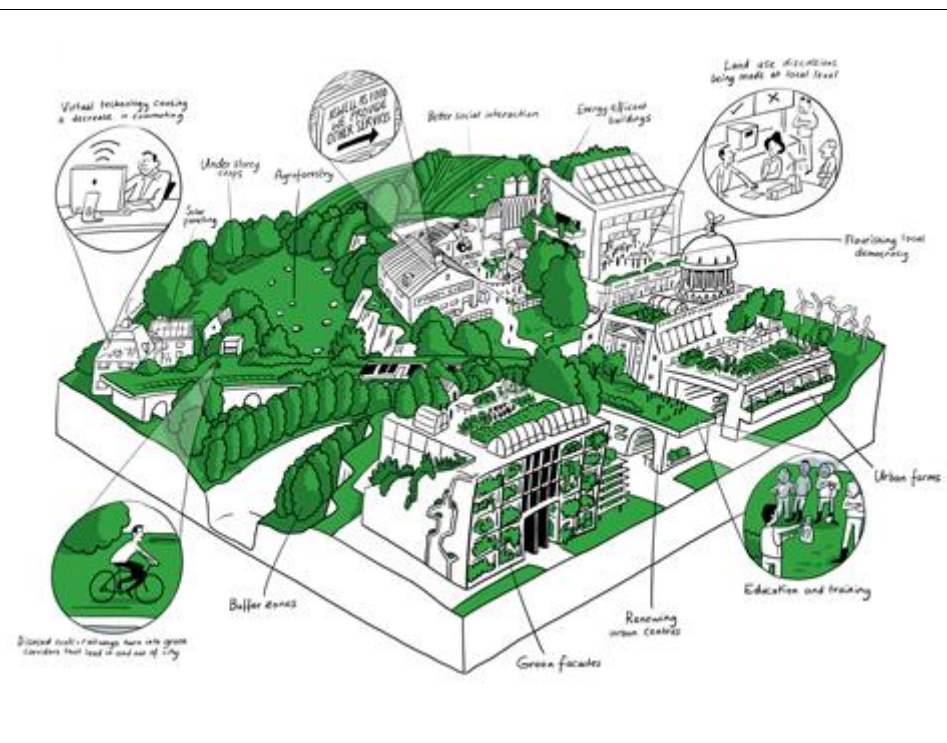 Land use discussions
being made at local level
Virtual technology causing
a decrease in commuting
ASWELL AS FOOD
WE PROVIDE
OTHER SERVICES
Better social interaction
Energy efficient
buildings
Under storey
crops
Agroforestry
Solar
panelling
Flourishing local
democracy
Urban farms
Education and training
Buffer zones
Renewing
urban centres
Disused roads + railways turn into green
corridors that lead in and out of city
Green facades